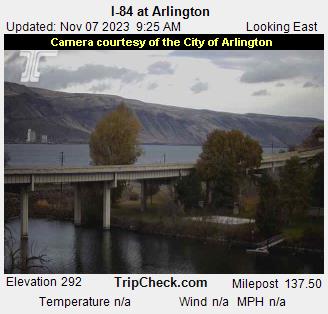 I-84 at Arlington
Updated: Nov 07 2023 9:25 AM Looking East
Camera courtesy of the City of Arlington
Elevation 292 TripCheck.com Milepost 137.50
Temperature n/a Wind n/a MPH n/a